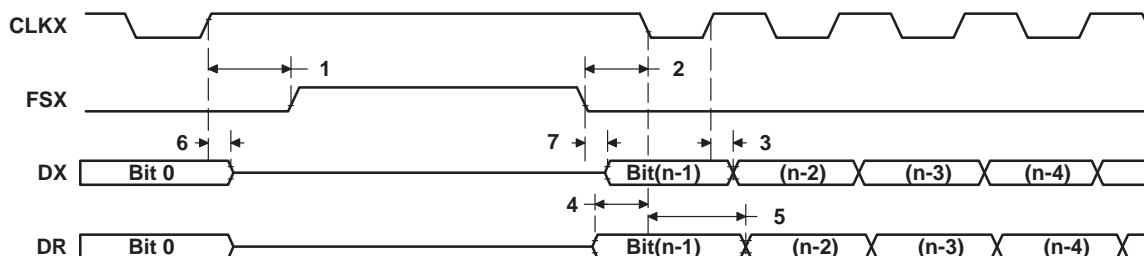 CLKX
1 2
FSX
6 7 3
DX Bit 0 Bit(n-1) (n-2) (n-3) (n-4)
4 5
DR Bit 0 Bit(n-1) (n-2) (n-3) (n-4)